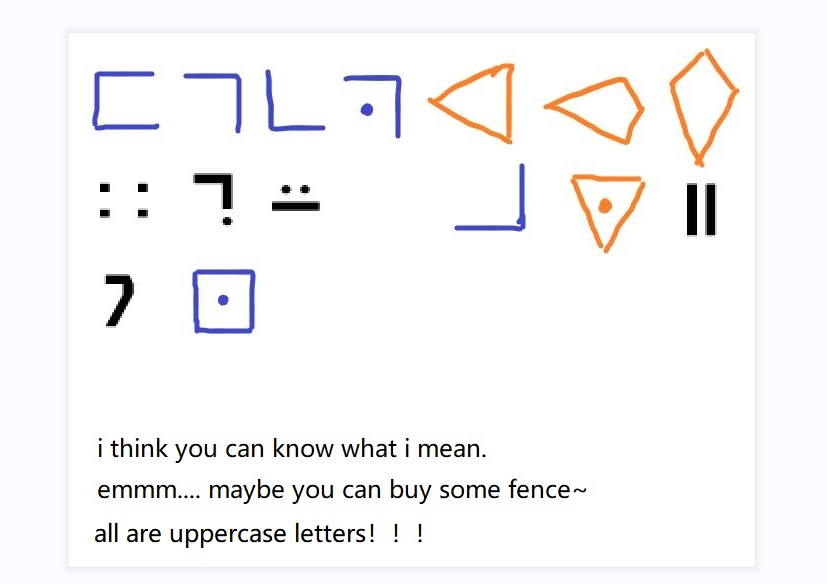 i think you can know what i mean.
emmm.... maybe you can buy some fence~
all are uppercase letters！！！